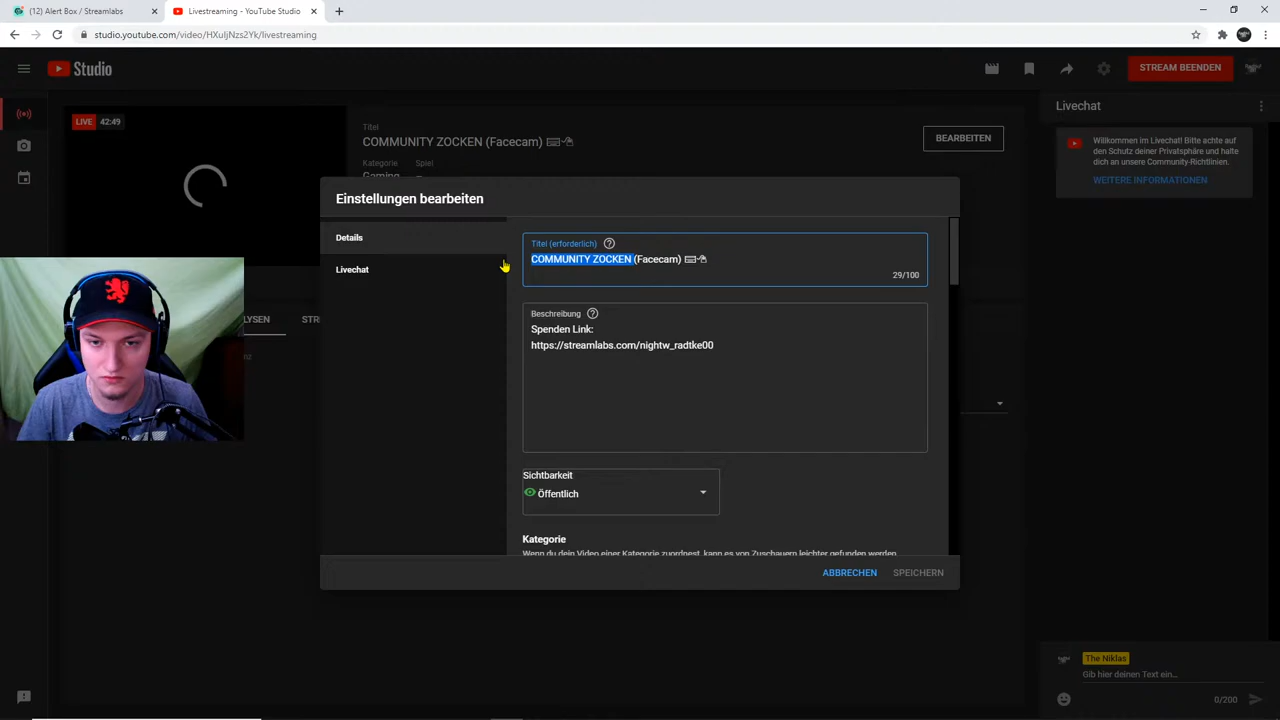 (12) Alert Box / Streamlabs
Livestreaming - YouTube Studio
studio.youtube.com/video/HXuIjNzs2Yk/livestreaming
Studio
STREAM BEENDEN
LIVE 42:49
Titel
COMMUNITY ZOCKEN (Facecam)
Kategorie Spiel
Gaming
BEARBEITEN
Livechat
Willkommen im Livechat! Bitte achte auf
den Schutz deiner Privatsphäre und halte
dich an unsere Community-Richtlinien.
WEITERE INFORMATIONEN
Einstellungen bearbeiten
Details
Livechat
Titel (erforderlich)
COMMUNITY ZOCKEN (Facecam)
29/100
Beschreibung
Spenden Link:
https://streamlabs.com/nightw_radtke00
Sichtbarkeit
Öffentlich
Kategorie
Wenn du dein Video einer Kategorie zuordnest, kann es von Zuschauern leichter gefunden werden
ABBRECHEN SPEICHERN
The Niklas
Gib hier deinen Text ein...
0/200